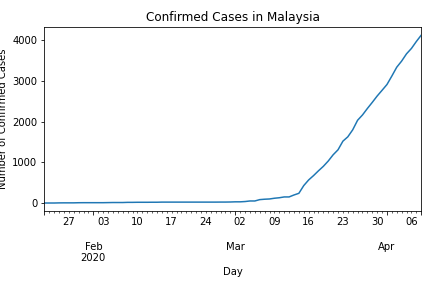 Confirmed Cases in Malaysia
Number of Confirmed Cases
4000
3000
2000
1000
0
27 03 10 17 24 02 09 16 23 30 06
Feb Mar Apr
2020
Day